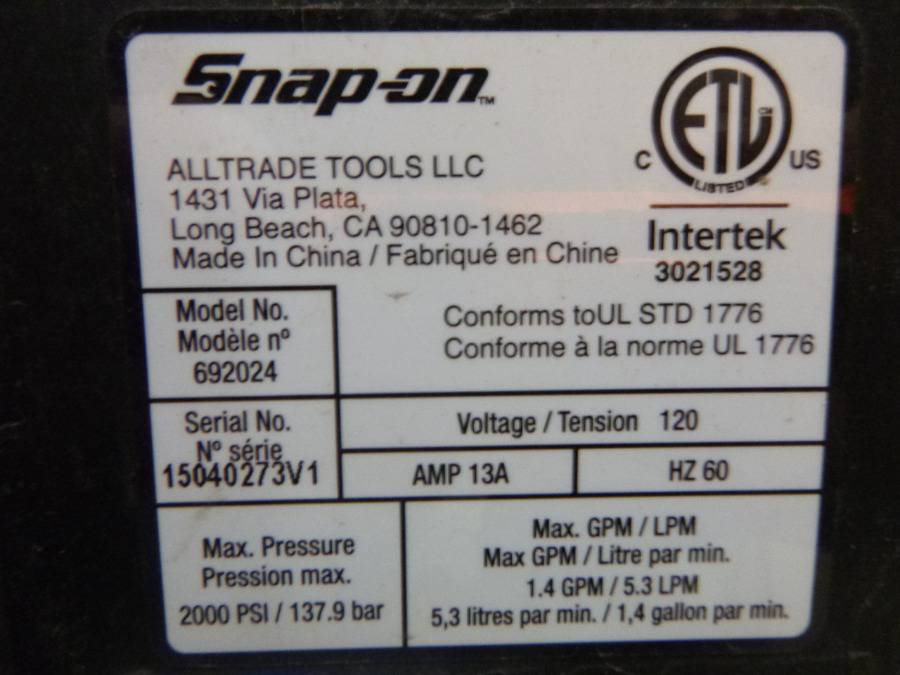 Snap-on™
ALLTRADE TOOLS LLC
1431 Via Plata,
Long Beach, CA 90810-1462
Made In China / Fabriqué en Chine
ETL CM
LISTED
C US
Intertek
3021528
Model No.
Modèle nº
692024
Conforms toUL STD 1776
Conforme à la norme UL 1776
Serial No.
Nº série
15040273V1
Voltage / Tension 120
AMP 13A
HZ 60
Max. Pressure
Pression max.
2000 PSI / 137.9 bar
Max. GPM / LPM
Max GPM / Litre par min.
1.4 GPM / 5.3 LPM
5,3 litres par min. / 1,4 gallon par min.